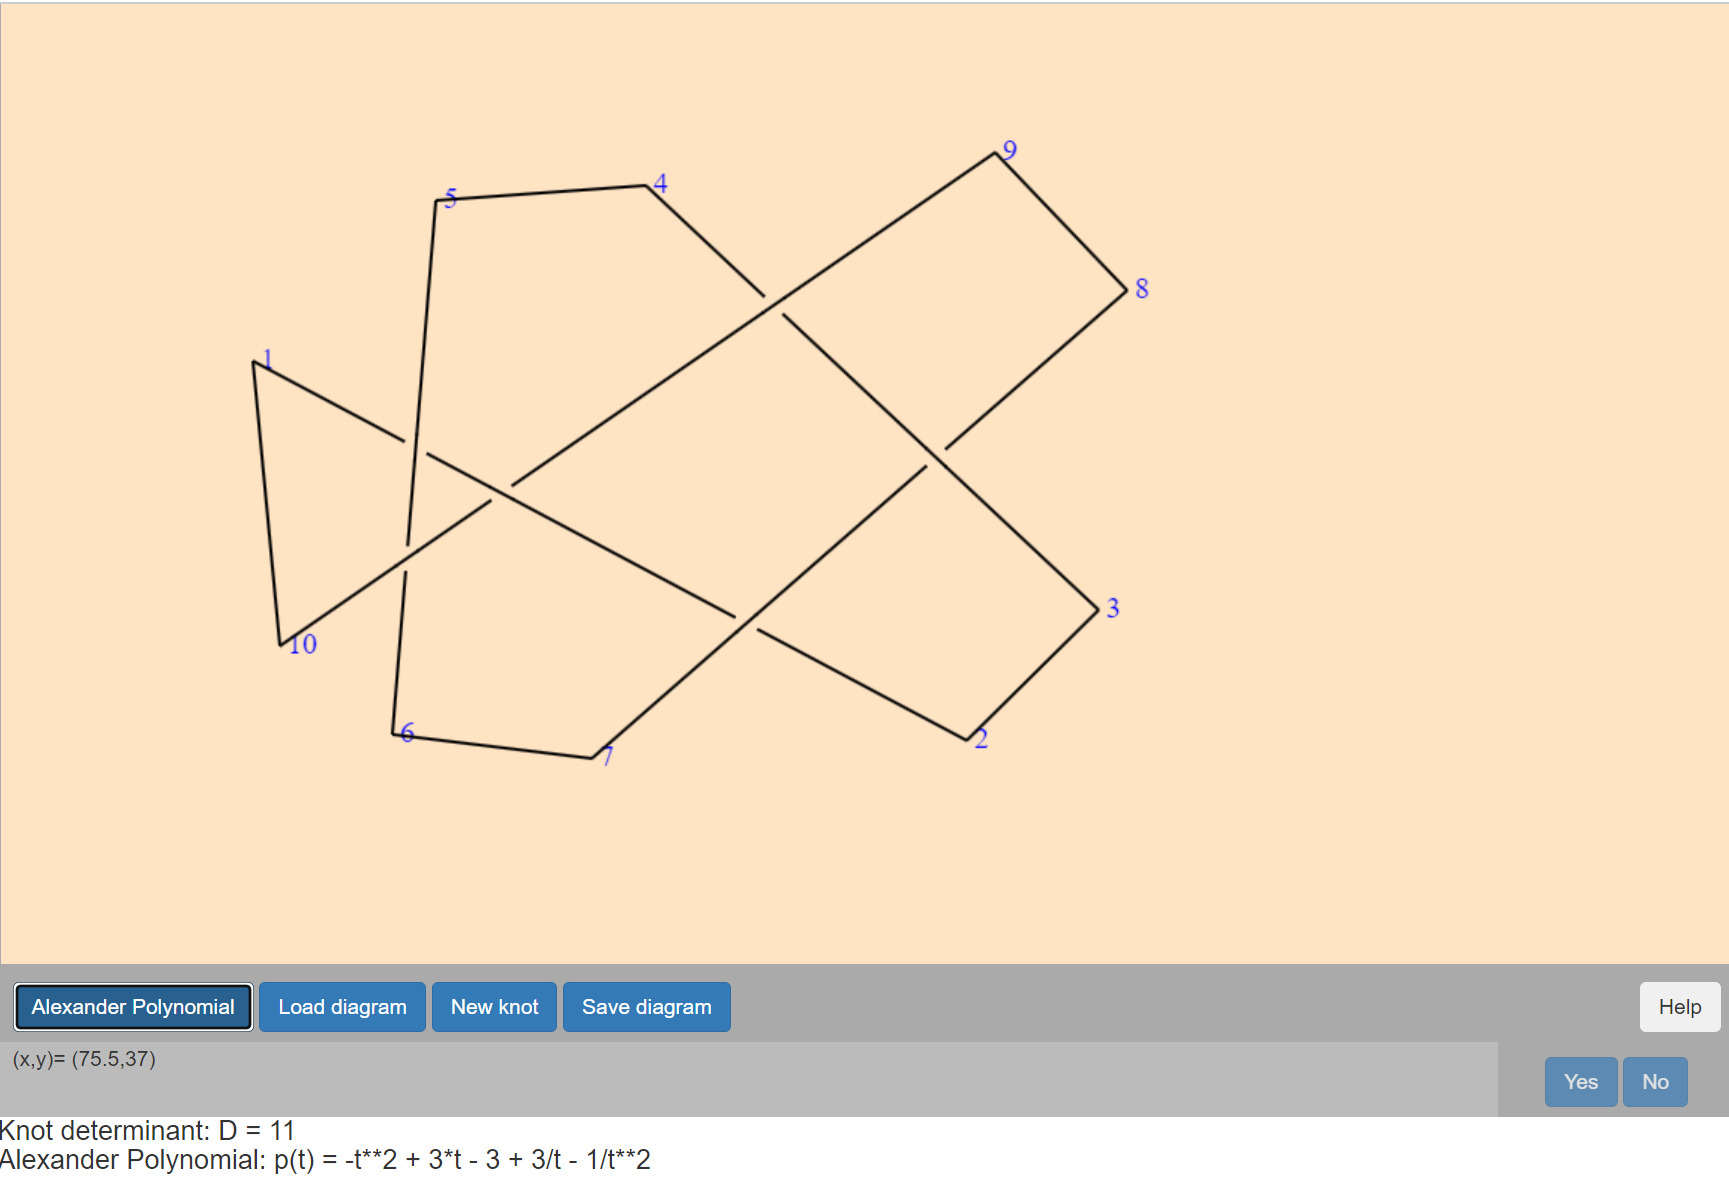 9
5 4
8
1
3
10
6 2
7
Alexander Polynomial Load diagram New knot Save diagram Help
(x,y)= (75.5,37)
Yes No
Knot determinant: D = 11
Alexander Polynomial: p(t) = -t**2 + 3*t - 3 + 3/t - 1/t**2